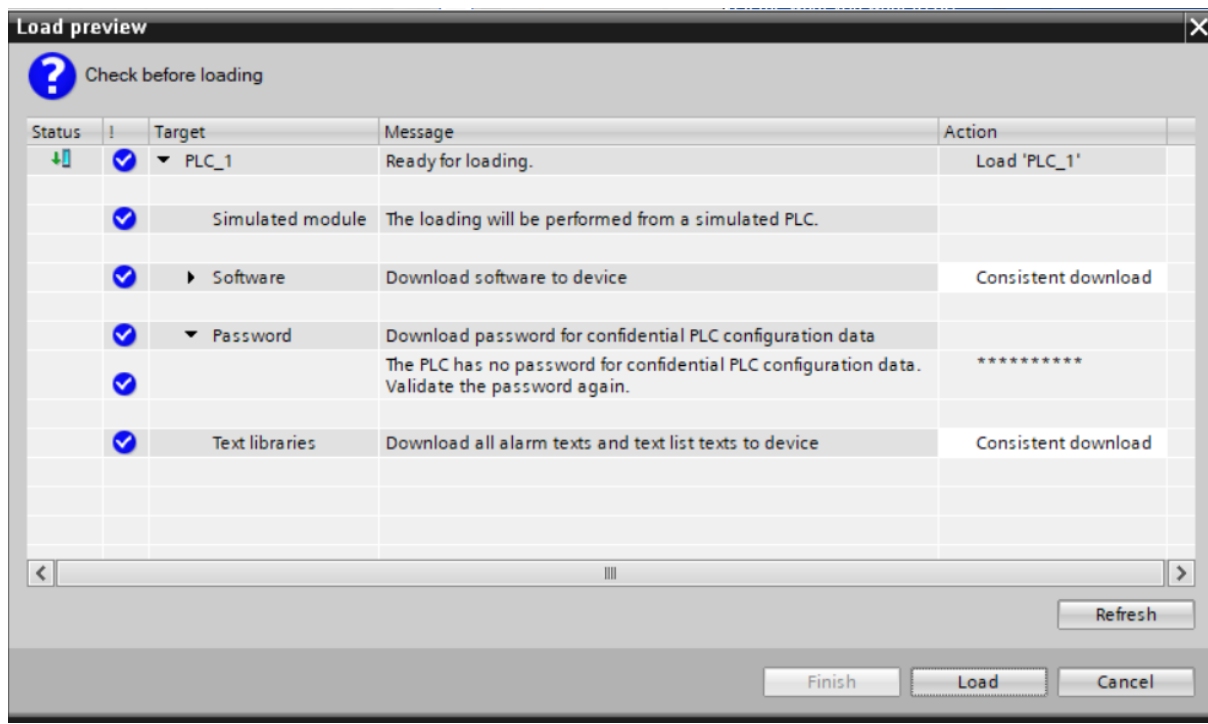 Load preview
Check before loading
Status ! Target Message Action
PLC_1 Ready for loading. Load 'PLC_1'
Simulated module The loading will be performed from a simulated PLC.
Software Download software to device Consistent download
Password Download password for confidential PLC configuration data
The PLC has no password for confidential PLC configuration data. **********
Validate the password again.
Text libraries Download all alarm texts and text list texts to device Consistent download
Refresh
Finish Load Cancel